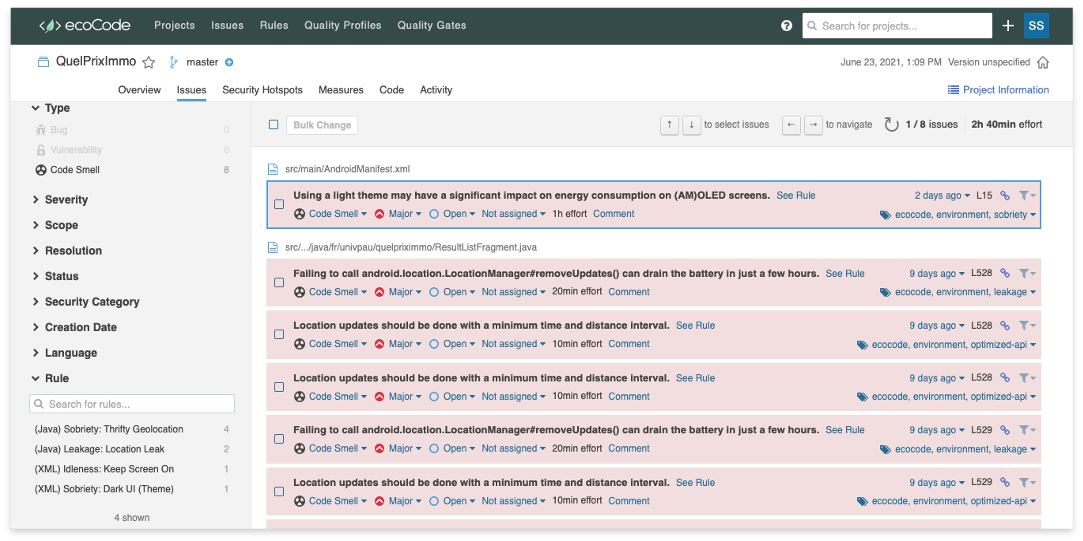 ecoCode Projects Issues Rules Quality Profiles Quality Gates ? Search for projects... + SS
QuelPrixImmo master June 23, 2021, 1:09 PM Version unspecified
Overview Issues Security Hotspots Measures Code Activity Project Information
Type
Bug 0
Vulnerability 0
Code Smell 8
Severity
Scope
Resolution
Status
Security Category
Creation Date
Language
Rule
Search for rules...
(Java) Sobriety: Thrifty Geolocation 4
(Java) Leakage: Location Leak 2
(XML) Idleness: Keep Screen On 1
(XML) Sobriety: Dark UI (Theme) 1
4 shown
Bulk Change ↑ ↓ to select issues ← → to navigate 1 / 8 issues 2h 40min effort
src/main/AndroidManifest.xml
Using a light theme may have a significant impact on energy consumption on (AM)OLED screens. See Rule 2 days ago L15
Code Smell Major Open Not assigned 1h effort Comment ecocode, environment, sobriety
src/.../java/fr/univpau/quelpriximmo/ResultListFragment.java
Failing to call android.location.LocationManager#removeUpdates() can drain the battery in just a few hours. See Rule 9 days ago L528
Code Smell Major Open Not assigned 20min effort Comment ecocode, environment, leakage
Location updates should be done with a minimum time and distance interval. See Rule 9 days ago L528
Code Smell Major Open Not assigned 10min effort Comment ecocode, environment, optimized-api
Location updates should be done with a minimum time and distance interval. See Rule 9 days ago L528
Code Smell Major Open Not assigned 10min effort Comment ecocode, environment, optimized-api
Failing to call android.location.LocationManager#removeUpdates() can drain the battery in just a few hours. See Rule 9 days ago L529
Code Smell Major Open Not assigned 20min effort Comment ecocode, environment, leakage
Location updates should be done with a minimum time and distance interval. See Rule 9 days ago L529
Code Smell Major Open Not assigned 10min effort Comment ecocode, environment, optimized-api